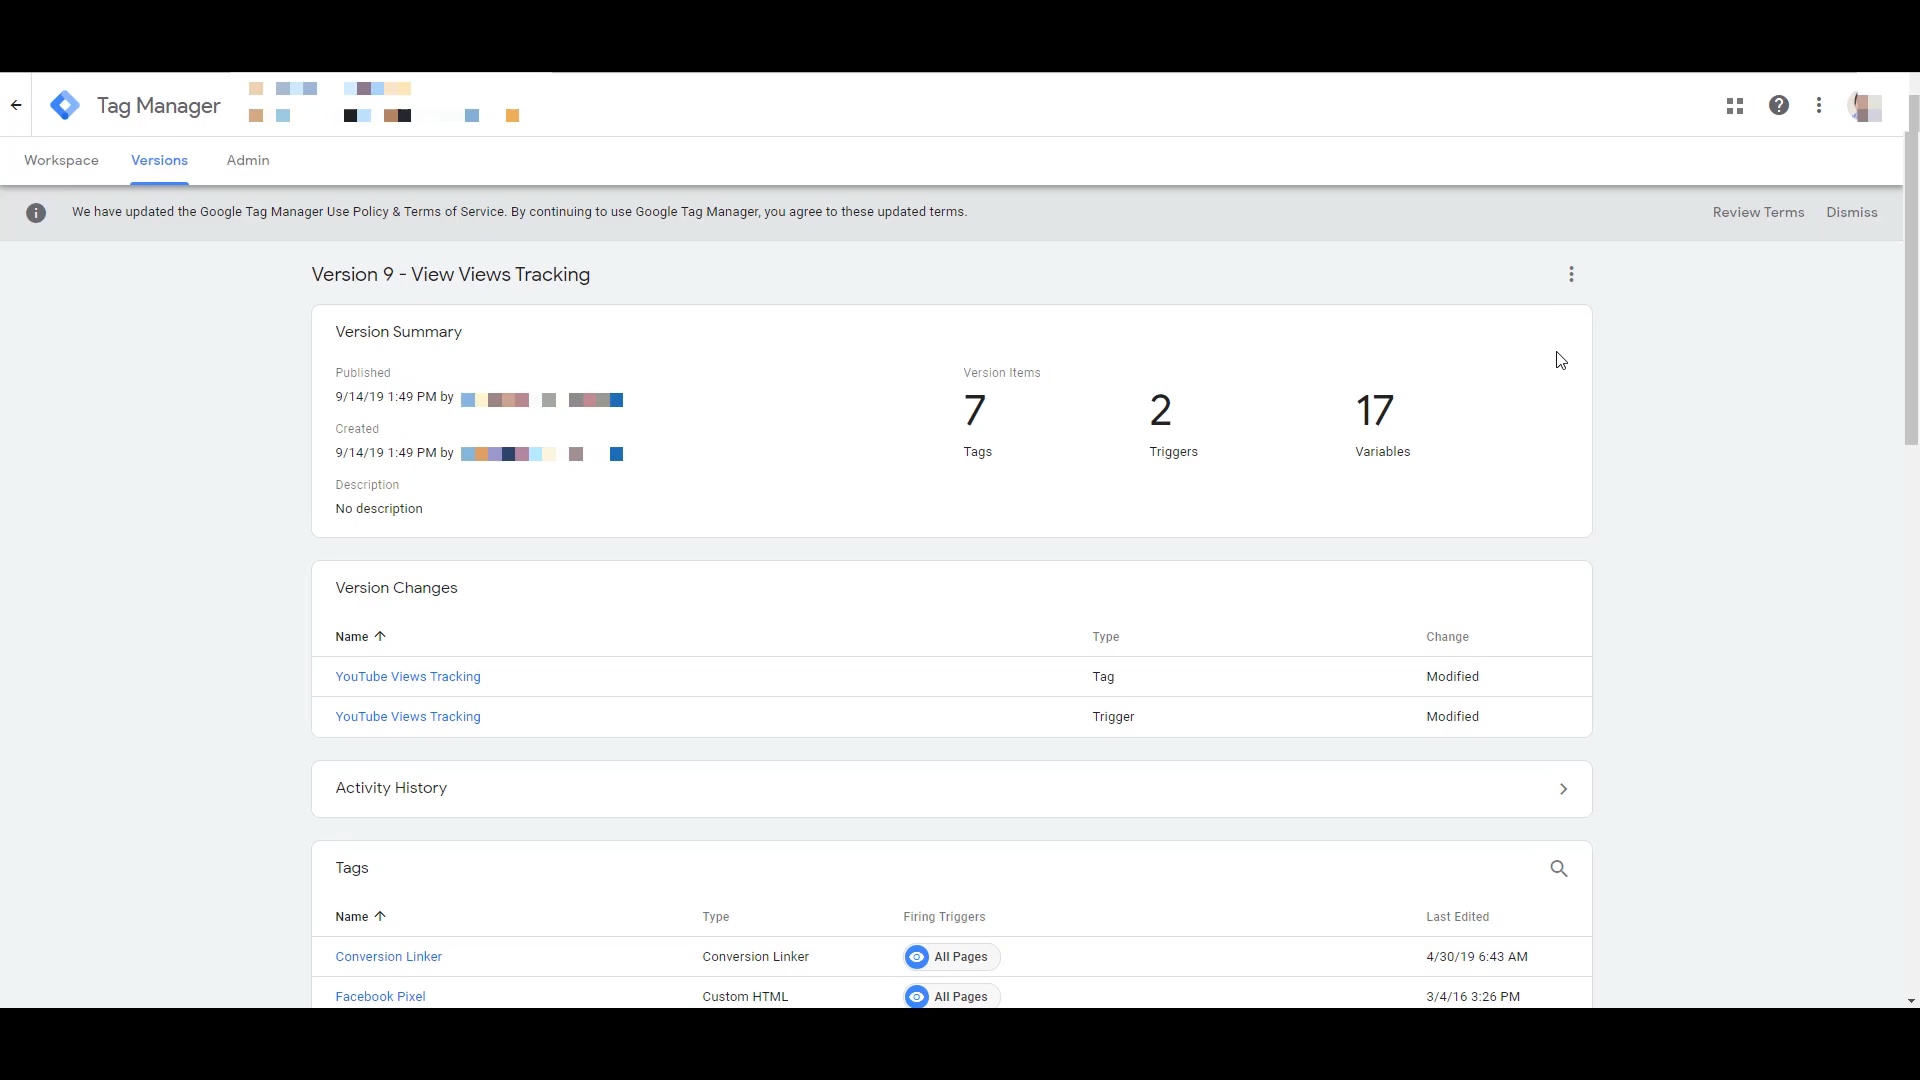 Tag Manager
Workspace Versions Admin
We have updated the Google Tag Manager Use Policy & Terms of Service. By continuing to use Google Tag Manager, you agree to these updated terms. Review Terms Dismiss
Version 9 - View Views Tracking
Version Summary
Published Version Items
9/14/19 1:49 PM by
7 2 17
Created
9/14/19 1:49 PM by Tags Triggers Variables
Description
No description
Version Changes
Name Type Change
YouTube Views Tracking Tag Modified
YouTube Views Tracking Trigger Modified
Activity History
Tags
Name Type Firing Triggers Last Edited
Conversion Linker Conversion Linker All Pages 4/30/19 6:43 AM
Facebook Pixel Custom HTML All Pages 3/4/16 3:26 PM